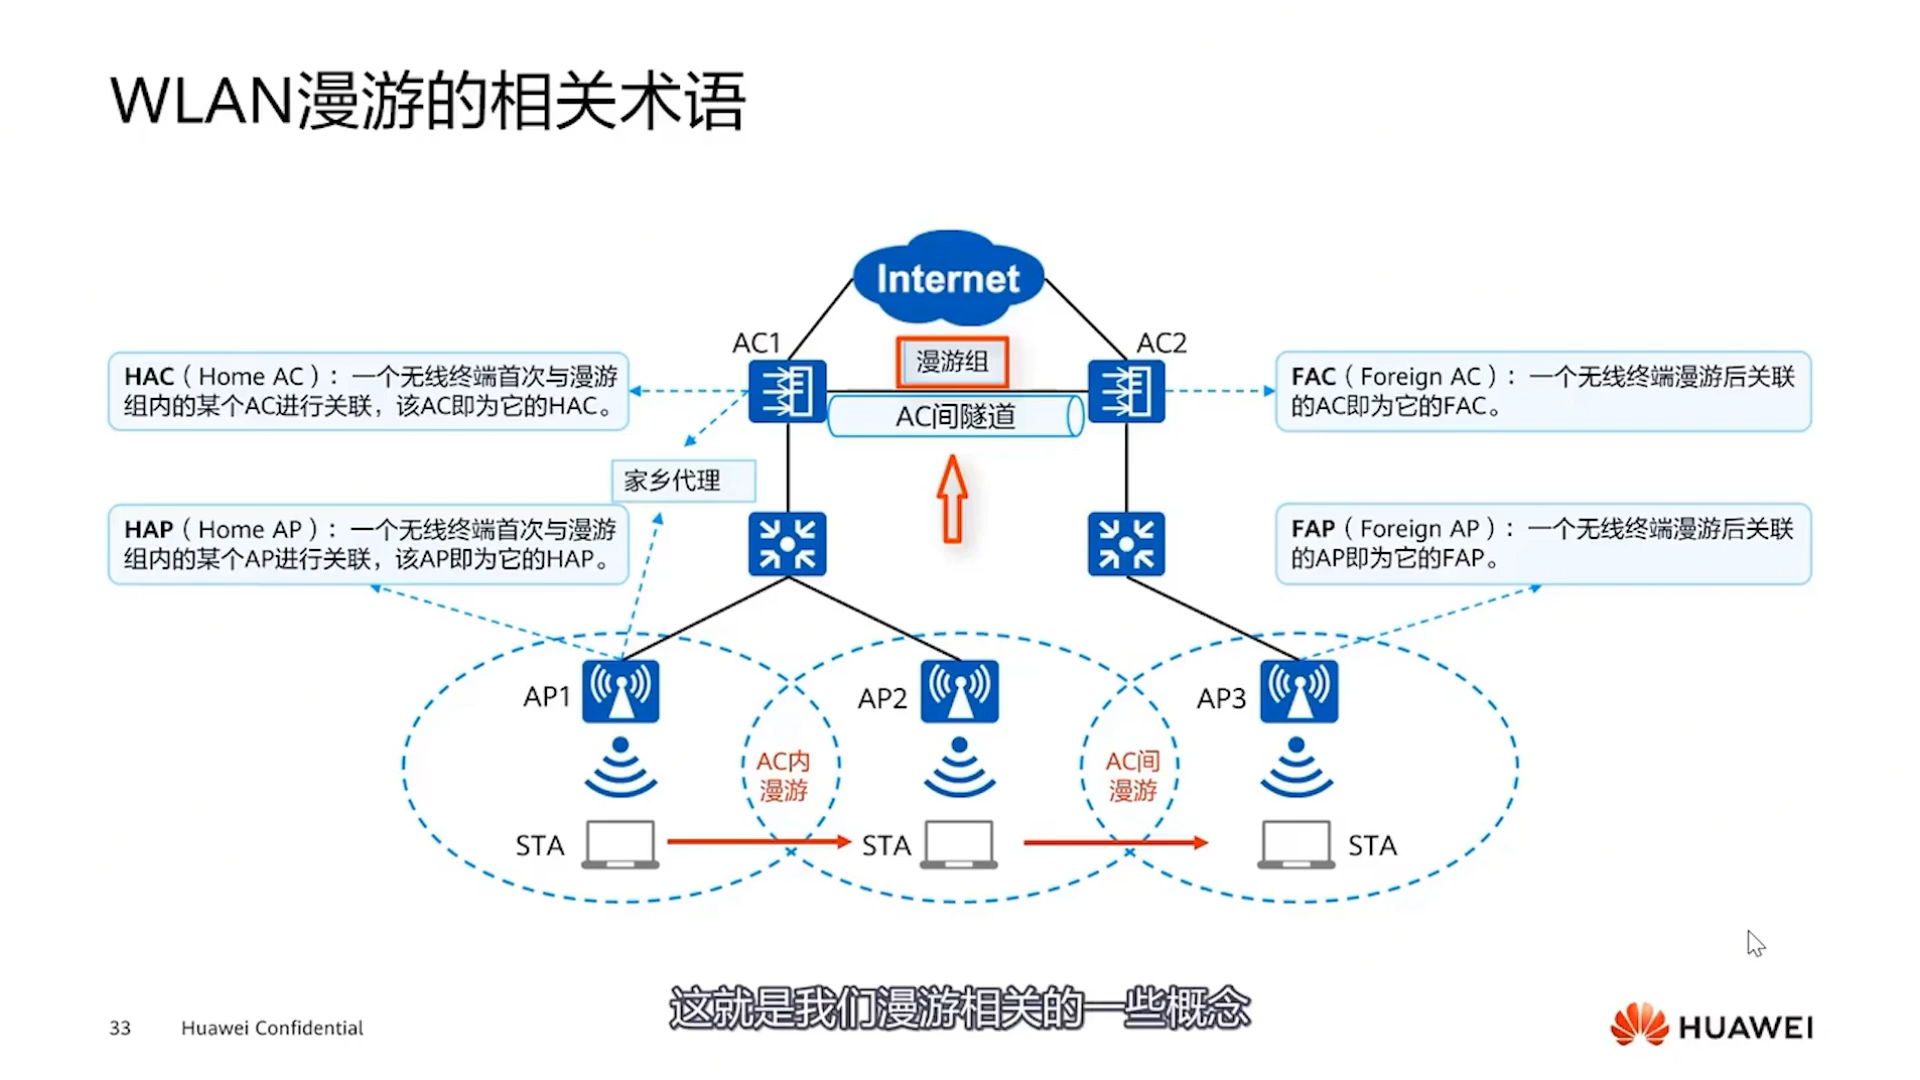 WLAN漫游的相关术语
Internet
AC1
漫游组
AC2
HAC（Home AC）：一个无线终端首次与漫游
组内的某个AC进行关联，该AC即为它的HAC。
AC间隧道
FAC（Foreign AC）：一个无线终端漫游后关联
的AC即为它的FAC。
家乡代理
HAP（Home AP）：一个无线终端首次与漫游
组内的某个AP进行关联，该AP即为它的HAP。
FAP（Foreign AP）：一个无线终端漫游后关联
的AP即为它的FAP。
AP1
AP2
AP3
AC内
漫游
AC间
漫游
STA
STA
STA
这就是我们漫游相关的一些概念
33
Huawei Confidential
HUAWEI